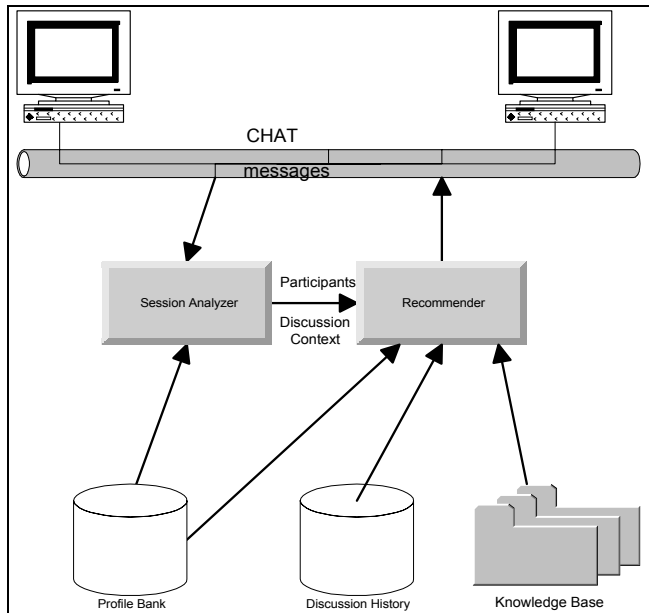 CHAT
messages
Participants
Session Analyzer
Recommender
Discussion
Context
Profile Bank
Discussion History
Knowledge Base